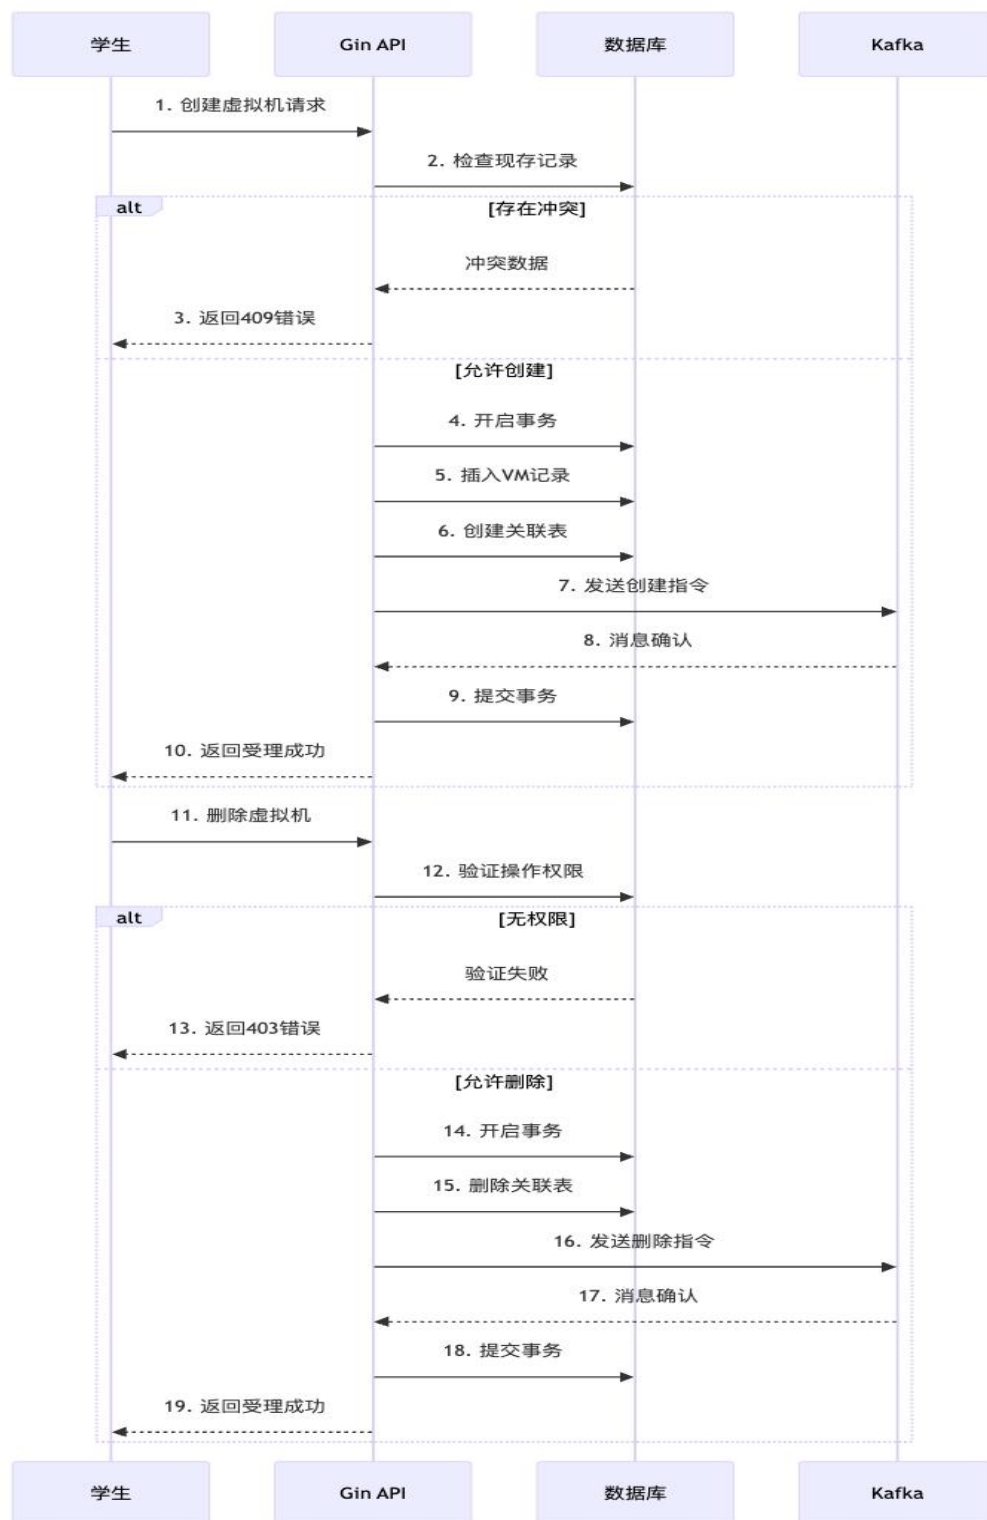 学生 Gin API 数据库 Kafka
1. 创建虚拟机请求
2. 检查现存记录
alt [存在冲突]
冲突数据
3. 返回409错误
[允许创建]
4. 开启事务
5. 插入VM记录
6. 创建关联表
7. 发送创建指令
8. 消息确认
9. 提交事务
10. 返回受理成功
11. 删除虚拟机
12. 验证操作权限
alt [无权限]
验证失败
13. 返回403错误
[允许删除]
14. 开启事务
15. 删除关联表
16. 发送删除指令
17. 消息确认
18. 提交事务
19. 返回受理成功
学生 Gin API 数据库 Kafka